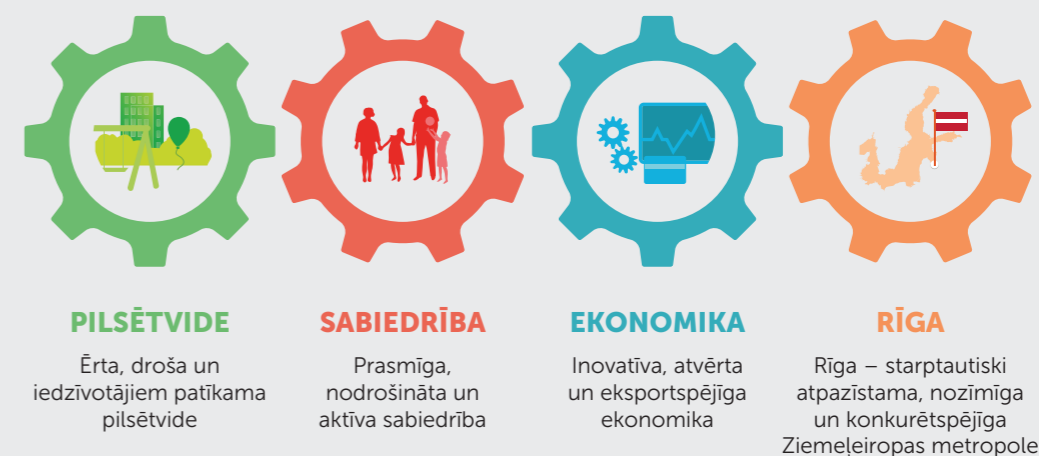 PILSĒTVIDE
Ērta, droša un
iedzīvotājiem patīkama
pilsētvide
SABIEDRĪBA
Prasmīga,
nodrošināta un
aktīva sabiedrība
EKONOMIKA
Inovatīva, atvērta
un eksportspējīga
ekonomika
RĪGA
Rīga – starptautiski
atpazīstama, nozīmīga
un konkurētspējīga
Ziemeļeiropas metropole